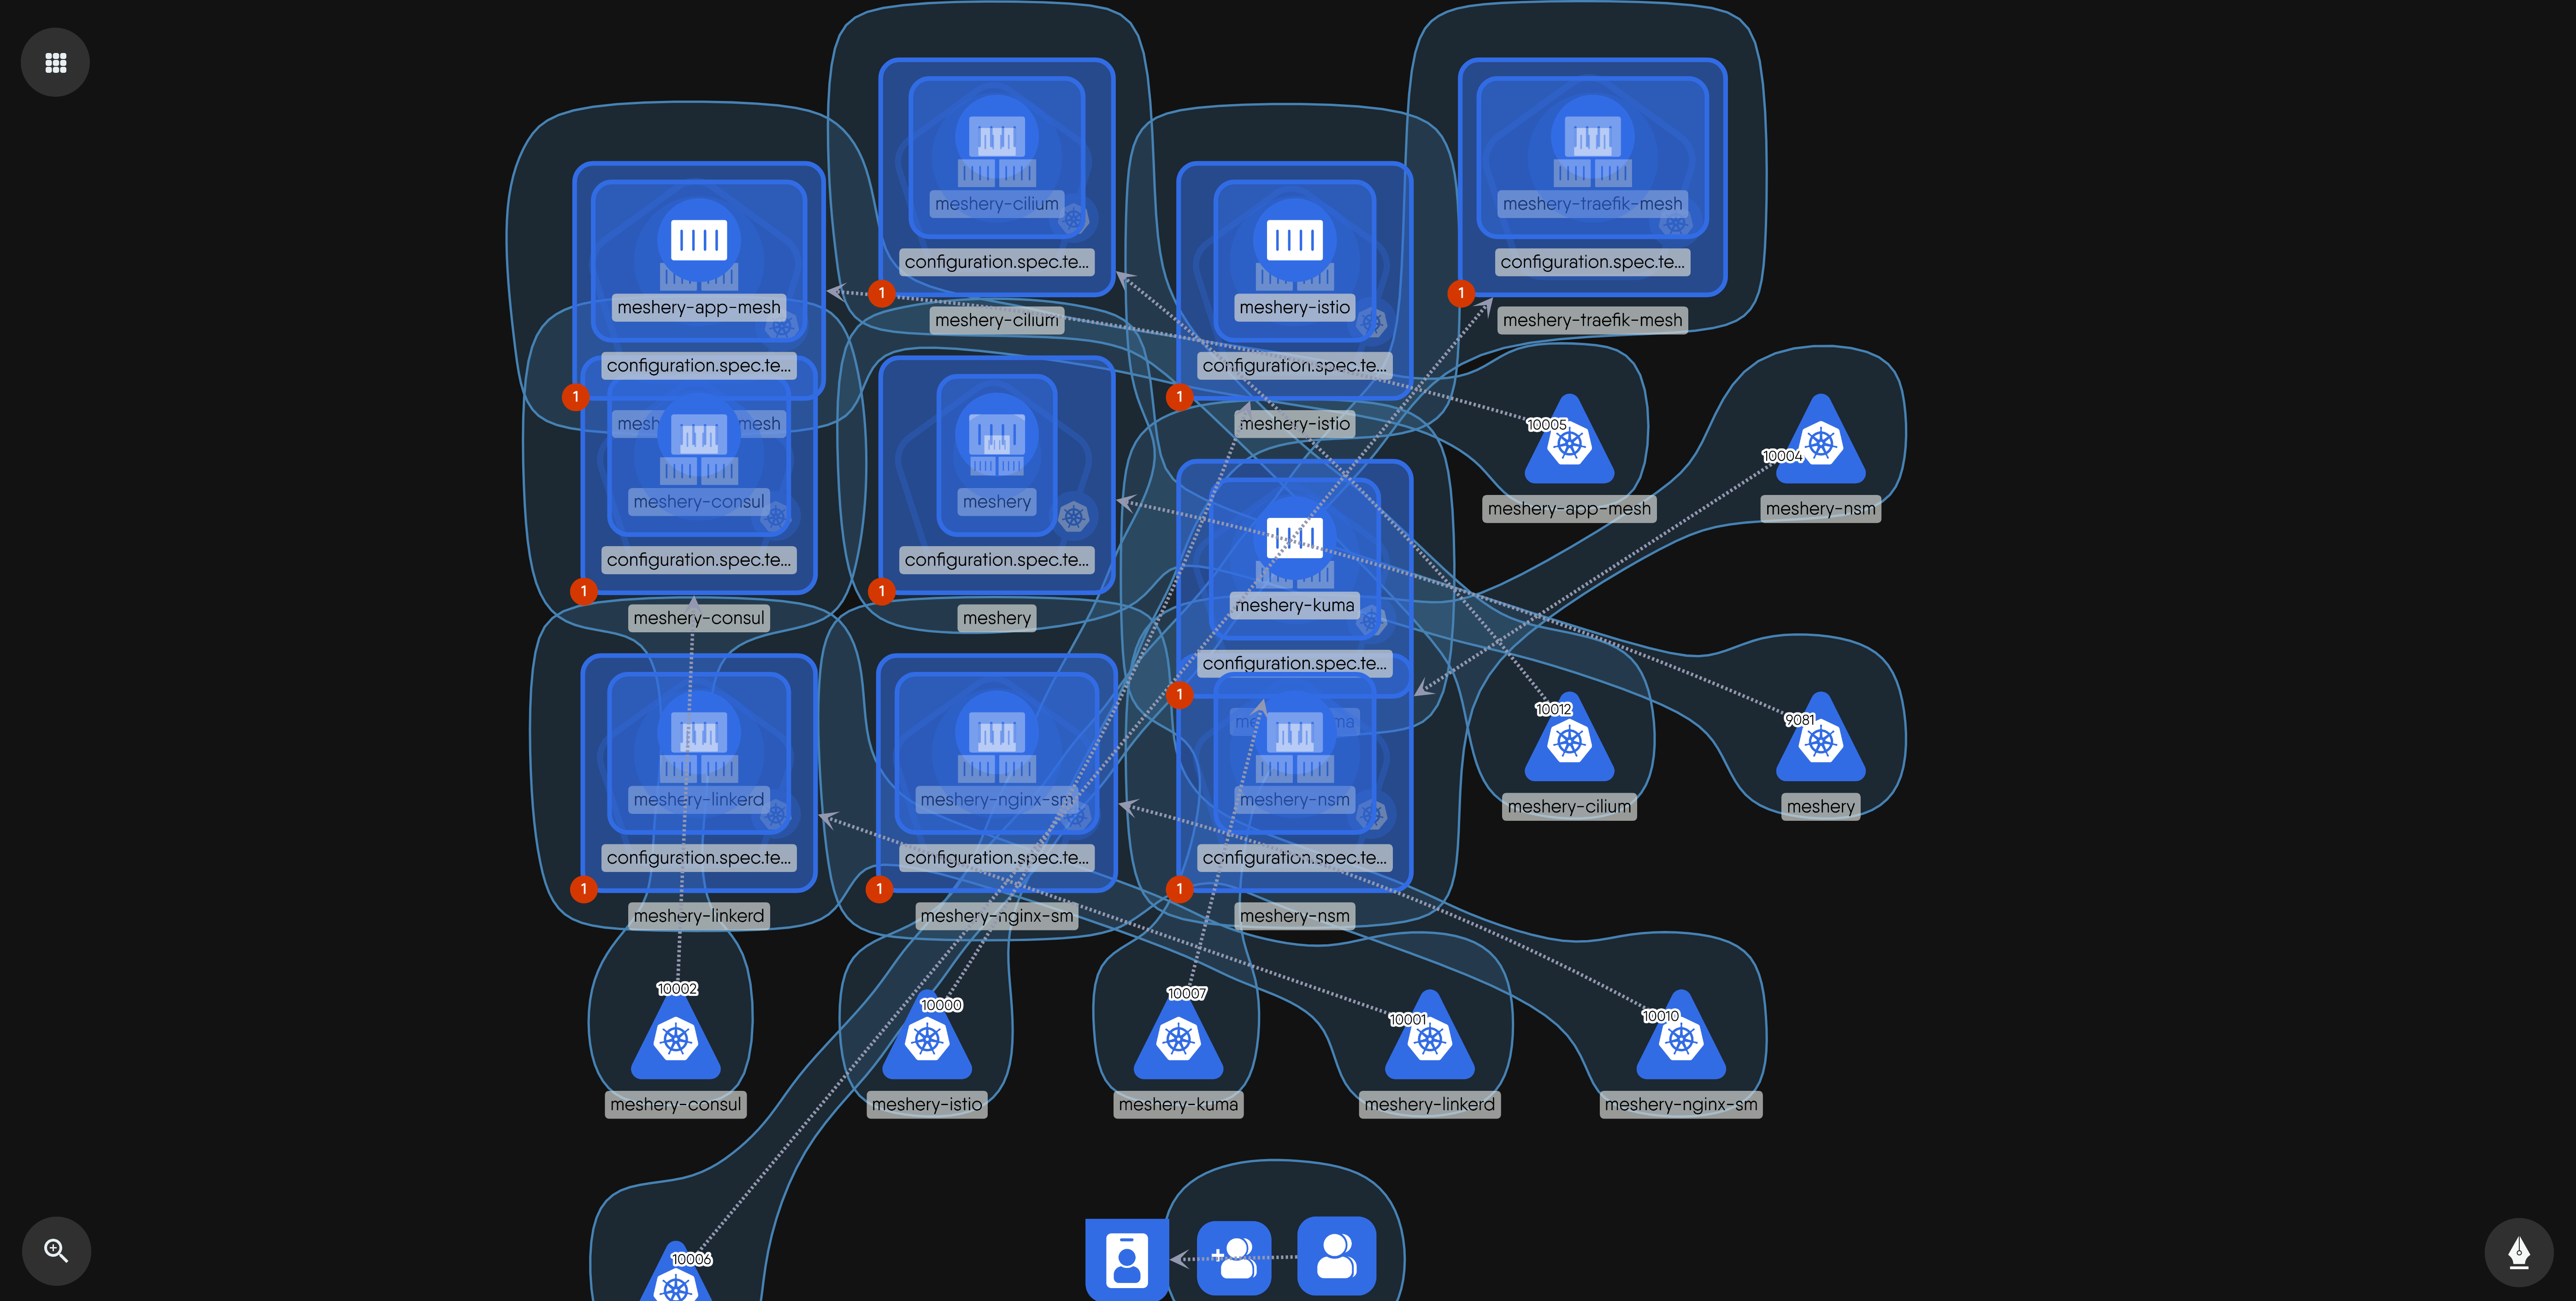 meshery-cilium
configuration.spec.te...
1
meshery-cilium
meshery-traefik-mesh
configuration.spec.te...
1
meshery-traefik-mesh
meshery-app-mesh
configuration.spec.te...
1
mesh mesh
meshery-istio
configuration.spec.te...
1
meshery-istio
meshery-consul
configuration.spec.te...
1
meshery-consul
meshery
configuration.spec.te...
1
meshery
10005
meshery-app-mesh
10004
meshery-nsm
meshery-kuma
configuration.spec.te...
1
me ma
10012
meshery-cilium
9081
meshery
meshery-linkerd
configuration.spec.te...
1
meshery-linkerd
meshery-nginx-sm
configuration.spec.te...
1
meshery-nginx-sm
meshery-nsm
configuration.spec.te...
1
meshery-nsm
10002
meshery-consul
10000
meshery-istio
10007
meshery-kuma
10001
meshery-linkerd
10010
meshery-nginx-sm
10006